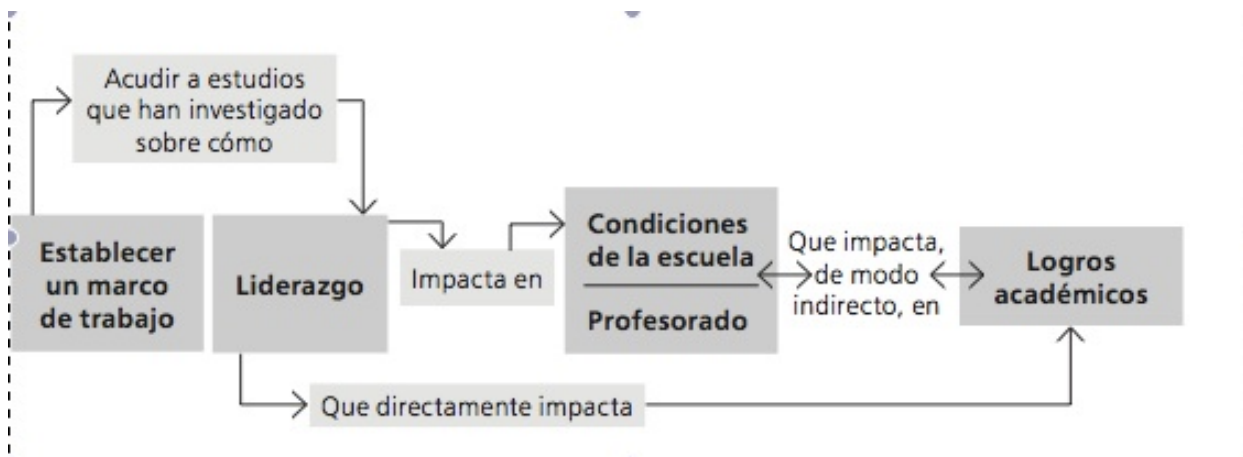 Acudir a estudios
que han investigado
sobre cómo
Establecer
un marco
de trabajo
Liderazgo
Impacta en
Condiciones
de la escuela
Profesorado
Que impacta,
de modo
indirecto, en
Logros
académicos
Que directamente impacta